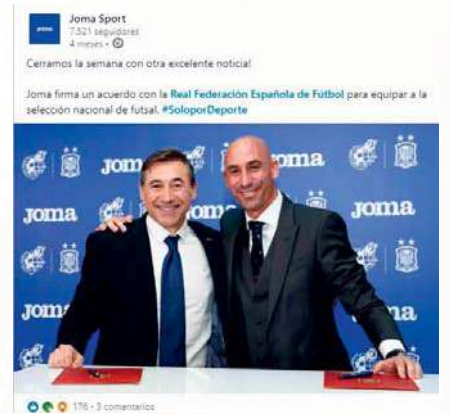 Joma
Joma Sport
7.521 seguidores
4 meses •
Cerramos la semana con otra excelente noticia!
Joma firma un acuerdo con la Real Federación Española de Fútbol para equipar a la
selección nacional de futsal. #SoloporDeporte
Joma
Joma
Joma
Joma
Joma
Joma
Joma
176 • 3 comentarios